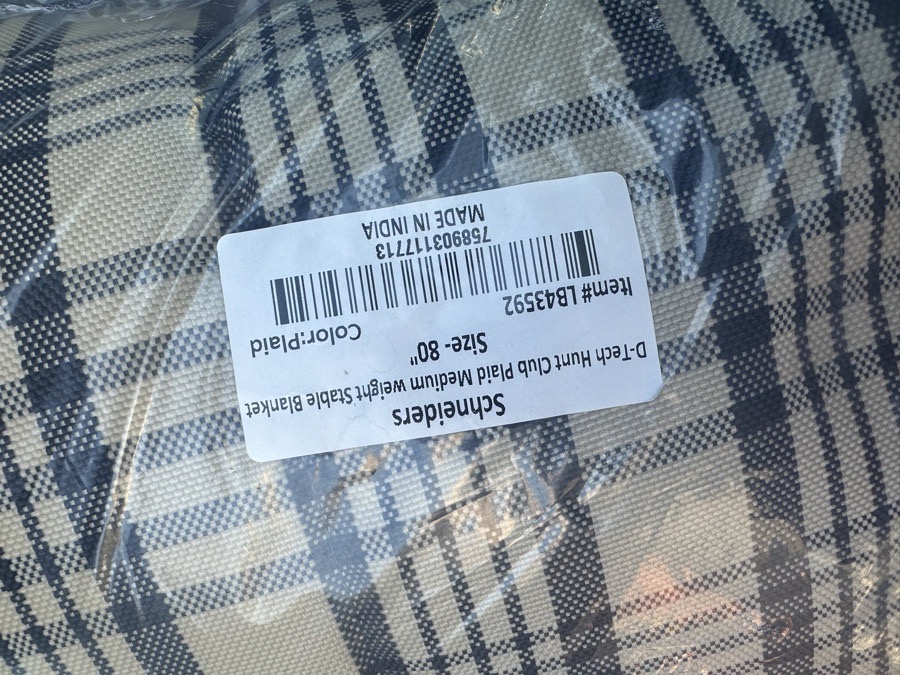 Schneiders
D-Tech Hunt Club Plaid Medium weight Stable Blanket
Size- 80"
Item# LB43592 Color:Plaid
758903117713
MADE IN INDIA